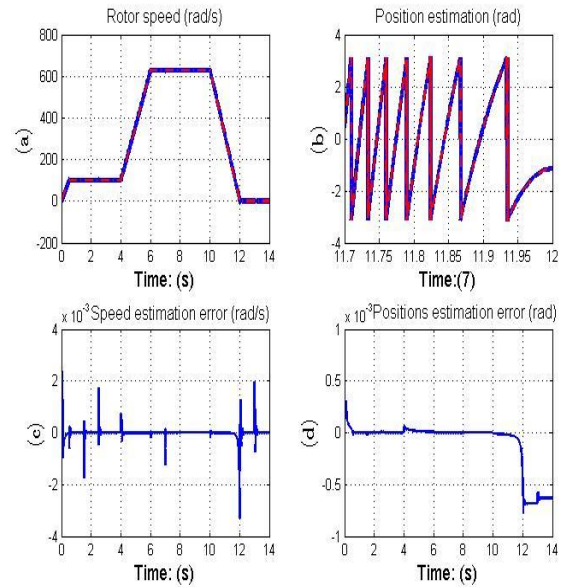 Rotor speed (rad/s)
800
600
400
200
0
-200
(a)
0 2 4 6 8 10 12 14
Time: (s)
Position estimation (rad)
4
2
0
-2
-4
(b)
11.7 11.75 11.8 11.85 11.9 11.95 12
Time:(7)
x 10-3 Speed estimation error (rad/s)
4
2
0
-2
-4
(c)
0 2 4 6 8 10 12 14
Time: (s)
x 10-3 Positions estimation error (rad)
1
0.5
0
-0.5
-1
(d)
0 2 4 6 8 10 12 14
Time: (s)